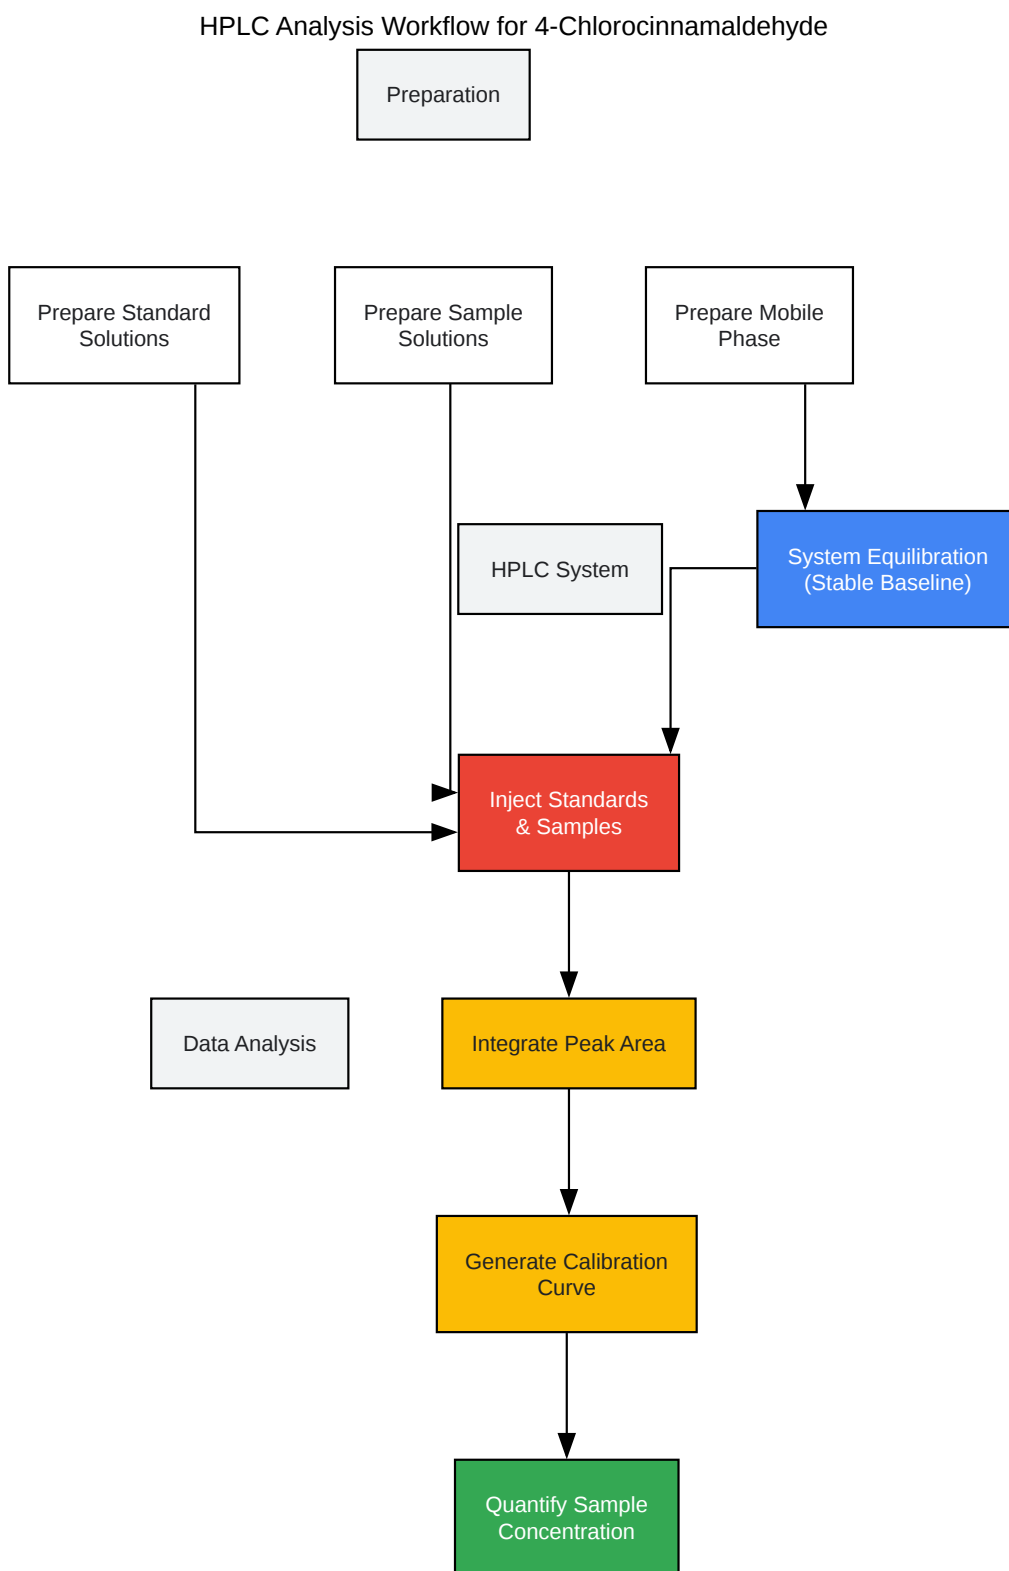 HPLC Analysis Workflow for 4-Chlorocinnamaldehyde
Preparation
Prepare Standard
Solutions
Prepare Sample
Solutions
Prepare Mobile
Phase
HPLC System
System Equilibration
(Stable Baseline)
Inject Standards
& Samples
Data Analysis
Integrate Peak Area
Generate Calibration
Curve
Quantify Sample
Concentration